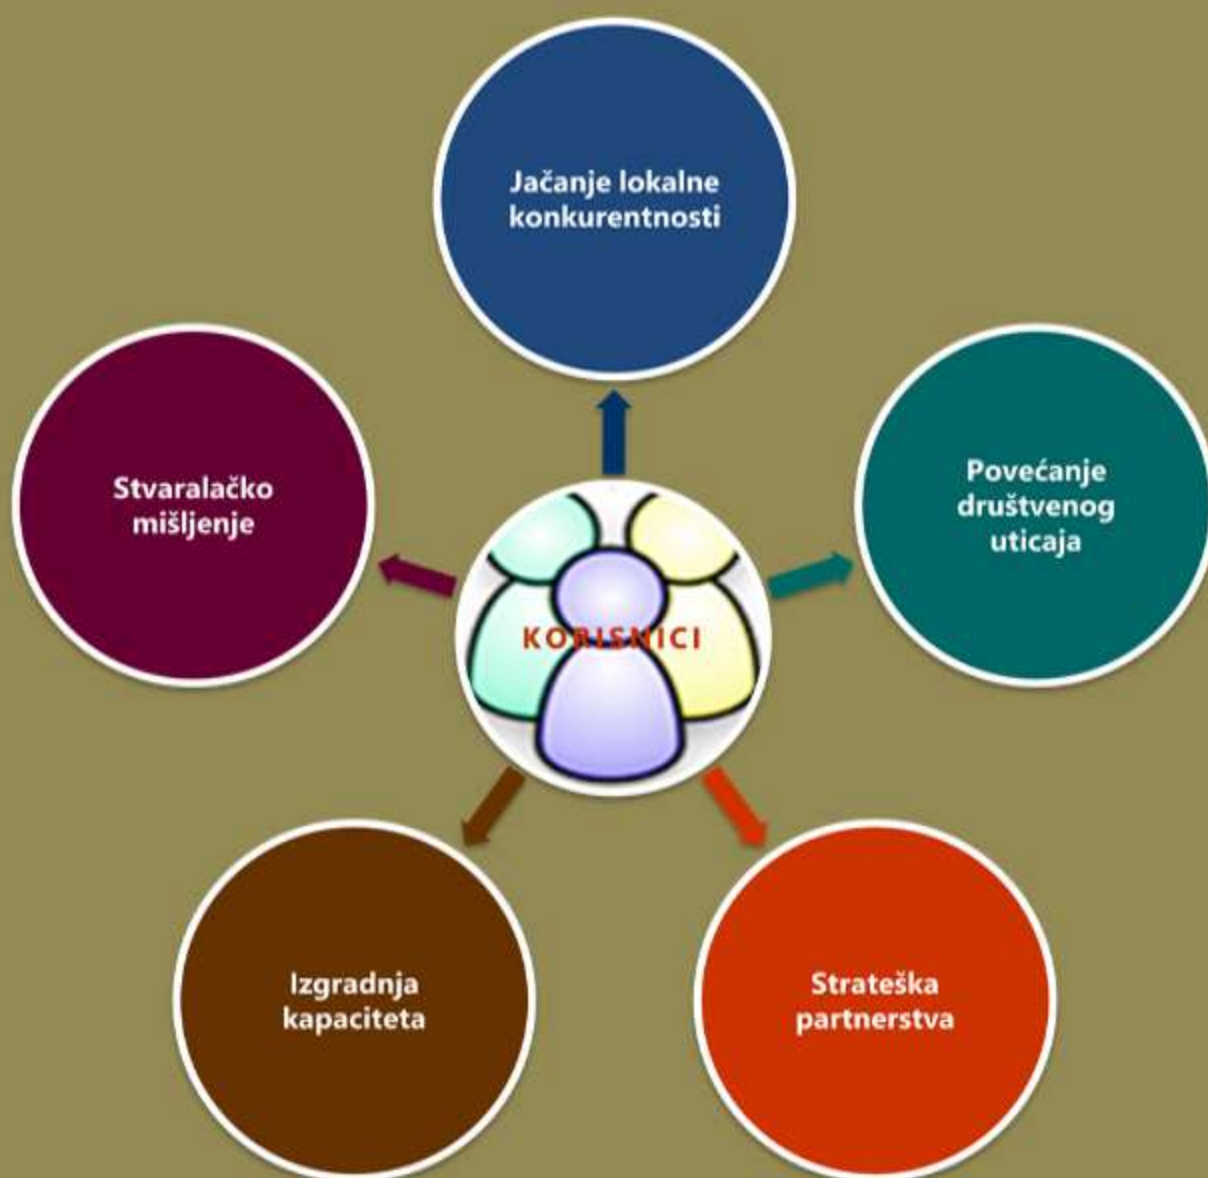 Jačanje lokalne
konkurentnosti
Stvaralačko
mišljenje
Povećanje
društvenog
uticaja
KORISNICI
Izgradnja
kapaciteta
Strateška
partnerstva